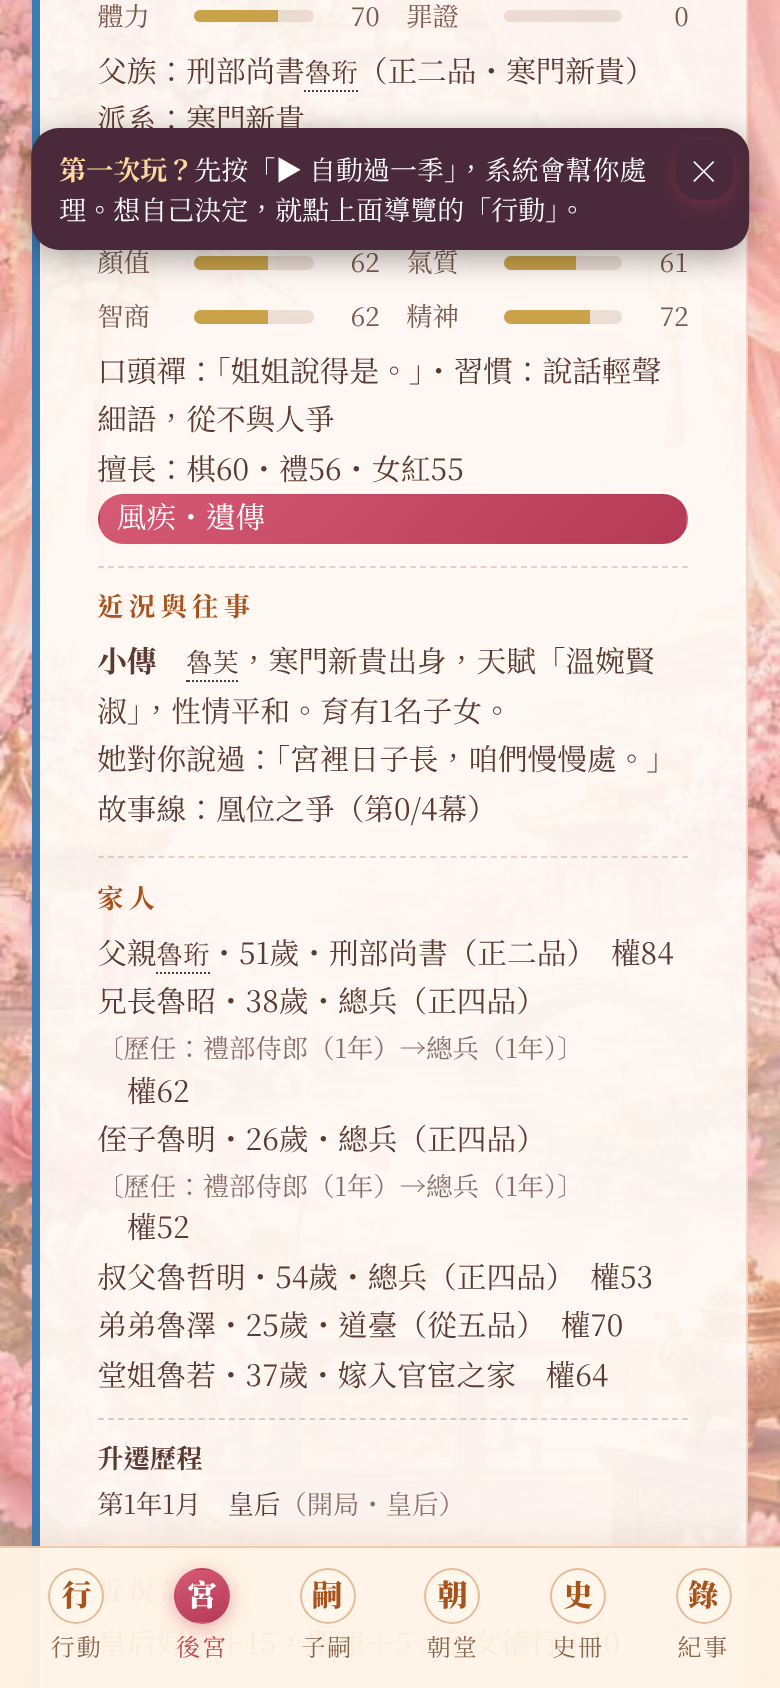 體力 70 罪證 0
父族：刑部尚書魯珩（正二品・寒門新貴）
派系：寒門新貴
第一次玩？先按「▶ 自動過一季」，系統會幫你處
理。想自己決定，就點上面導覽的「行動」。
顏值 62 氣質 61
智商 62 精神 72
口頭禪：「姐姐說得是。」・習慣：說話輕聲
細語，從不與人爭
擅長：棋60・禮56・女紅55
風疾・遺傳
近況與往事
小傳 魯芙，寒門新貴出身，天賦「溫婉賢
淑」，性情平和。育有1名子女。
她對你說過：「宮裡日子長，咱們慢慢處。」
故事線：凰位之爭（第0/4幕）
家人
父親魯珩・51歲・刑部尚書（正二品） 權84
兄長魯昭・38歲・總兵（正四品）
〔歷任：禮部侍郎（1年）→總兵（1年）〕
權62
侄子魯明・26歲・總兵（正四品）
〔歷任：禮部侍郎（1年）→總兵（1年）〕
權52
叔父魯哲明・54歲・總兵（正四品） 權53
弟弟魯澤・25歲・道臺（從五品） 權70
堂姐魯若・37歲・嫁入官宦之家 權64
升遷歷程
第1年1月 皇后（開局・皇后）
行 宮 嗣 朝 史 錄
行動 後宮 子嗣 朝堂 史冊 紀事